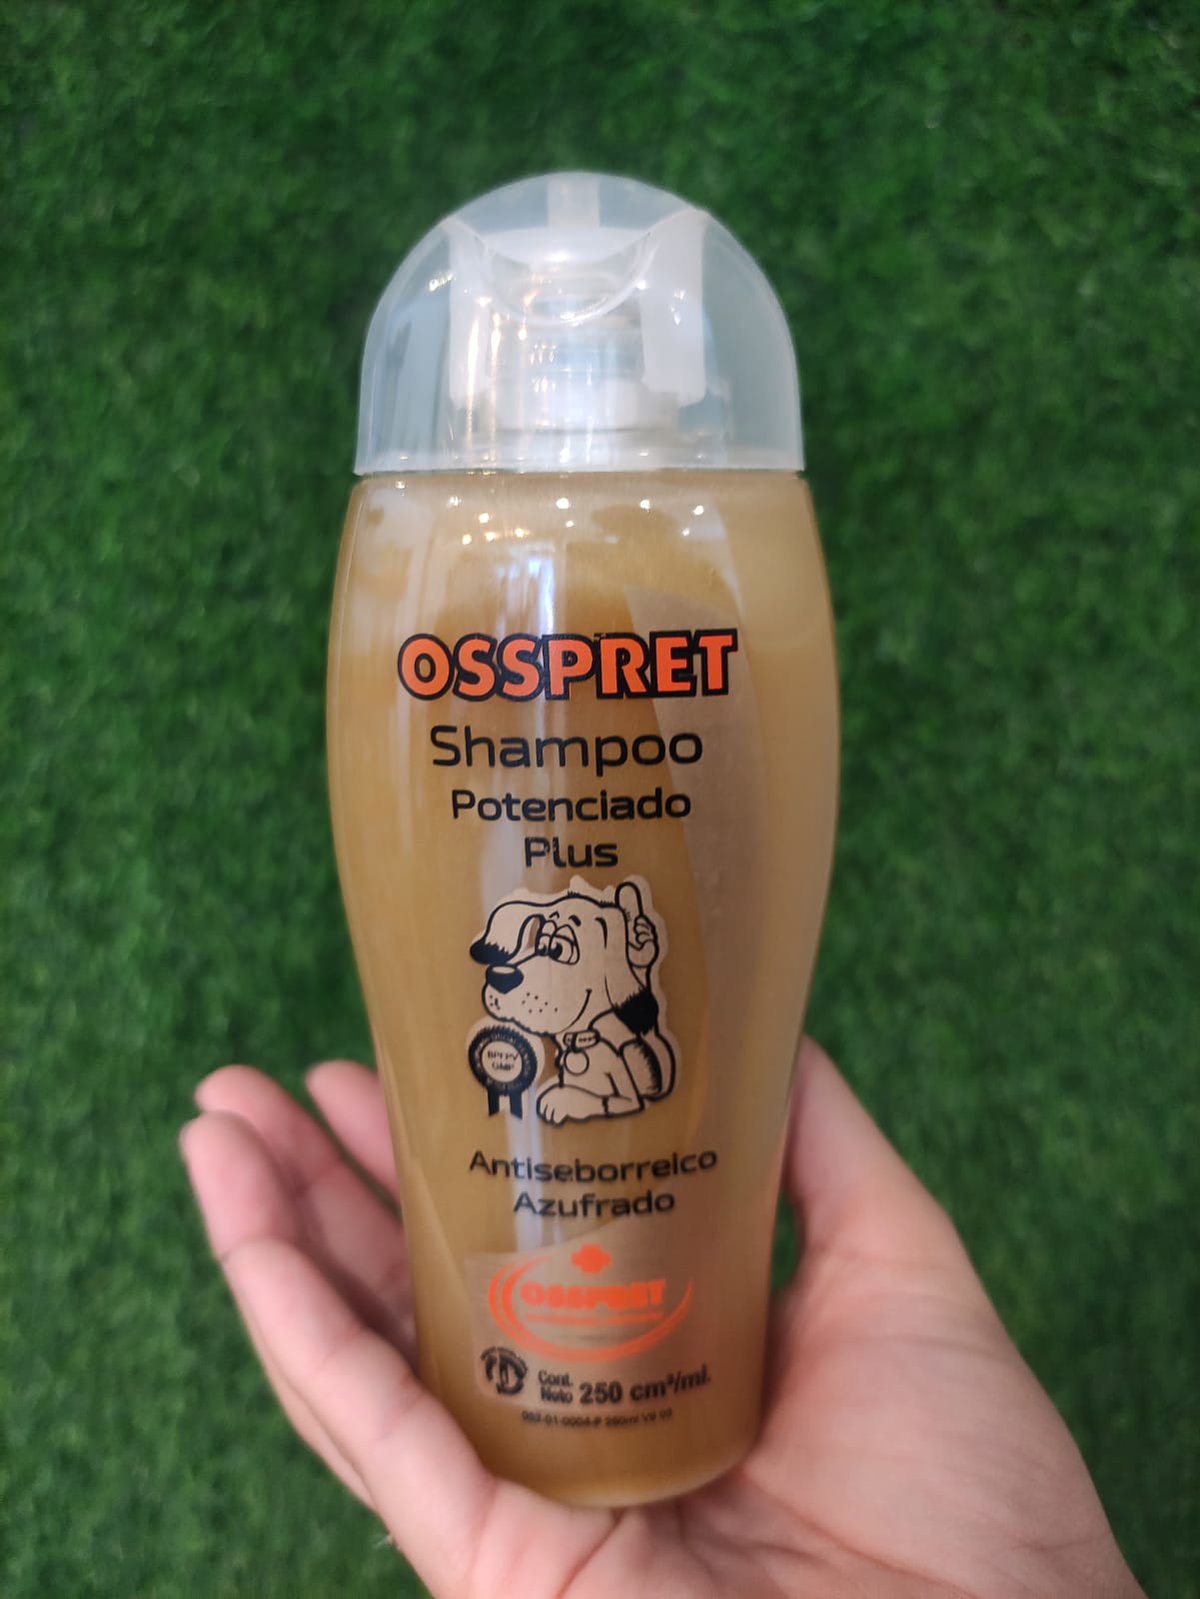 OSSPRET
Shampoo
Potenciado
Plus
Antiseborreico
Azufrado
OSSPRET
Cont.
Neto 250 cm³/ml.